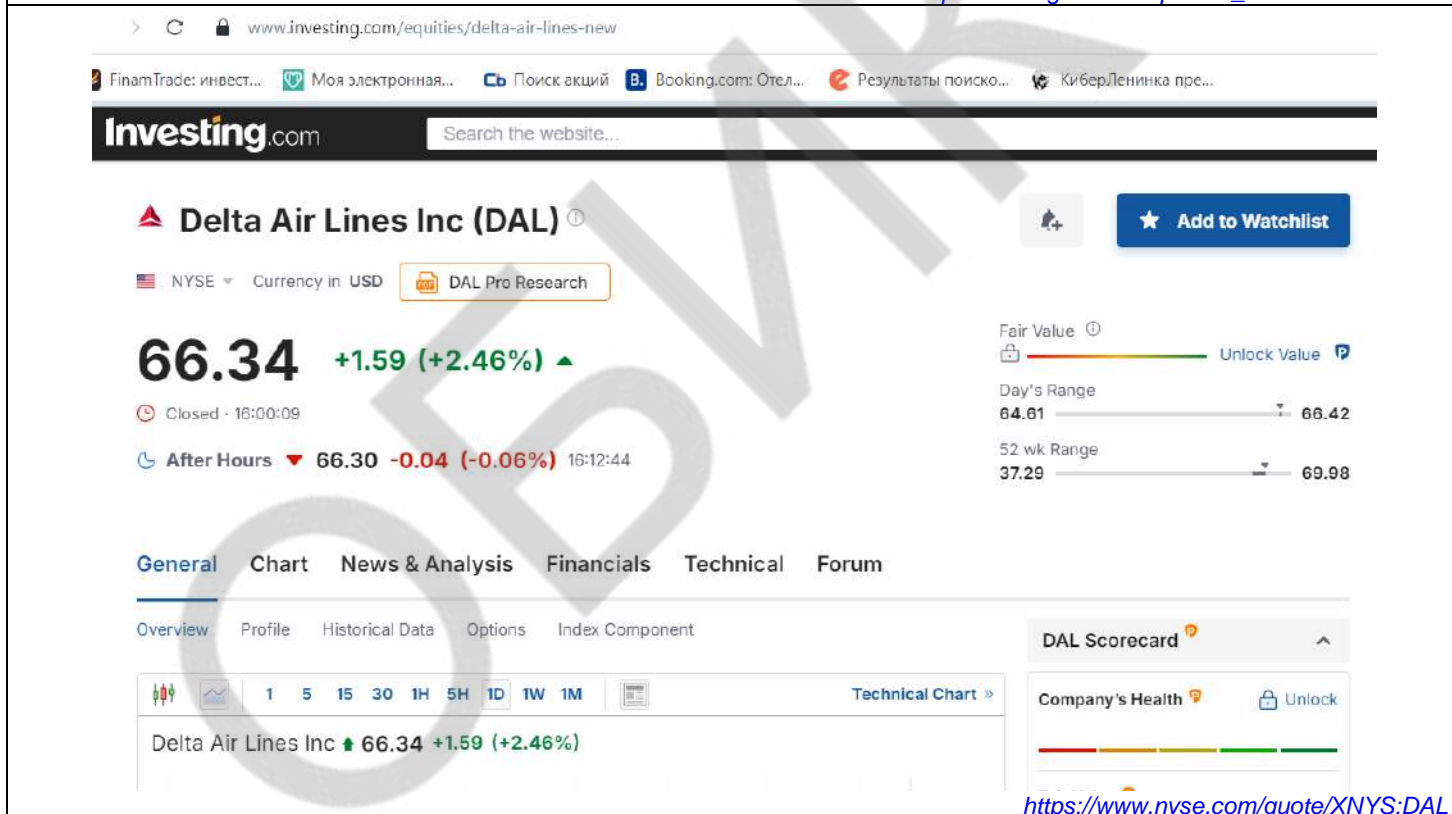 www.investing.com/equities/delta-air-lines-new
FinamTrade: инвест... Моя электронная... Сb Поиск акций B. Booking.com: Отел... Результаты поиско... КиберЛенинка пре...
Investing.com Search the website...
Delta Air Lines Inc (DAL)
Add to Watchlist
NYSE Currency in USD DAL Pro Research
66.34 +1.59 (+2.46%)
Fair Value
Unlock Value
Closed · 16:00:09
Day's Range
64.61 66.42
After Hours 66.30 -0.04 (-0.06%) 16:12:44
52 wk Range
37.29 69.98
General Chart News & Analysis Financials Technical Forum
Overview Profile Historical Data Options Index Component
DAL Scorecard
1 5 15 30 1H 5H 1D 1W 1M Technical Chart »
Company's Health Unlock
Delta Air Lines Inc 66.34 +1.59 (+2.46%)
https://www.nyse.com/quote/XNYS:DAL